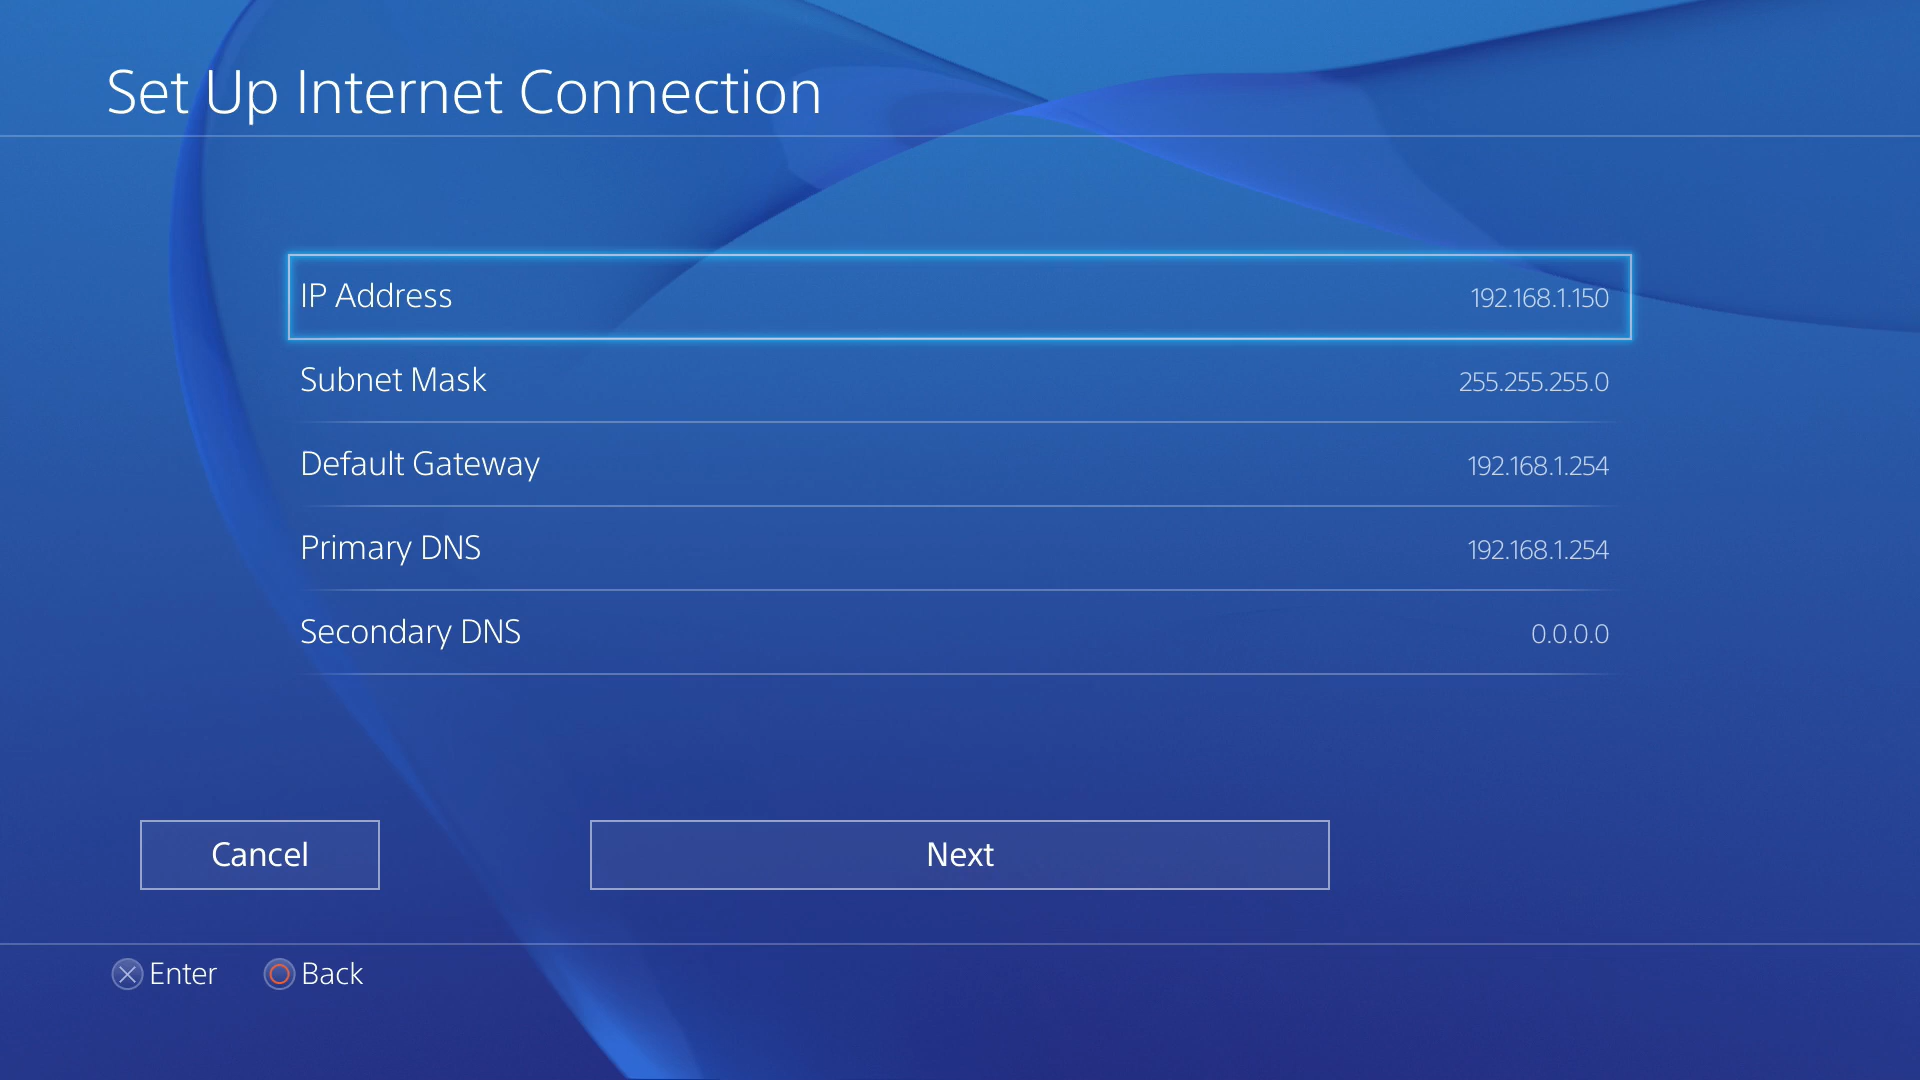 Set Up Internet Connection
IP Address 192.168.1.150
Subnet Mask 255.255.255.0
Default Gateway 192.168.1.254
Primary DNS 192.168.1.254
Secondary DNS 0.0.0.0
Cancel Next
Enter Back